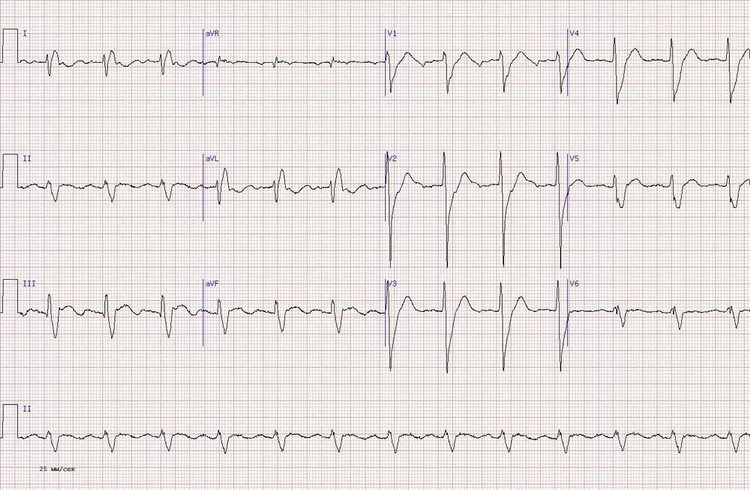 I aVR V1 V4
II aVL V2 V5
III aVF V3 V6
II
25 мм/сек